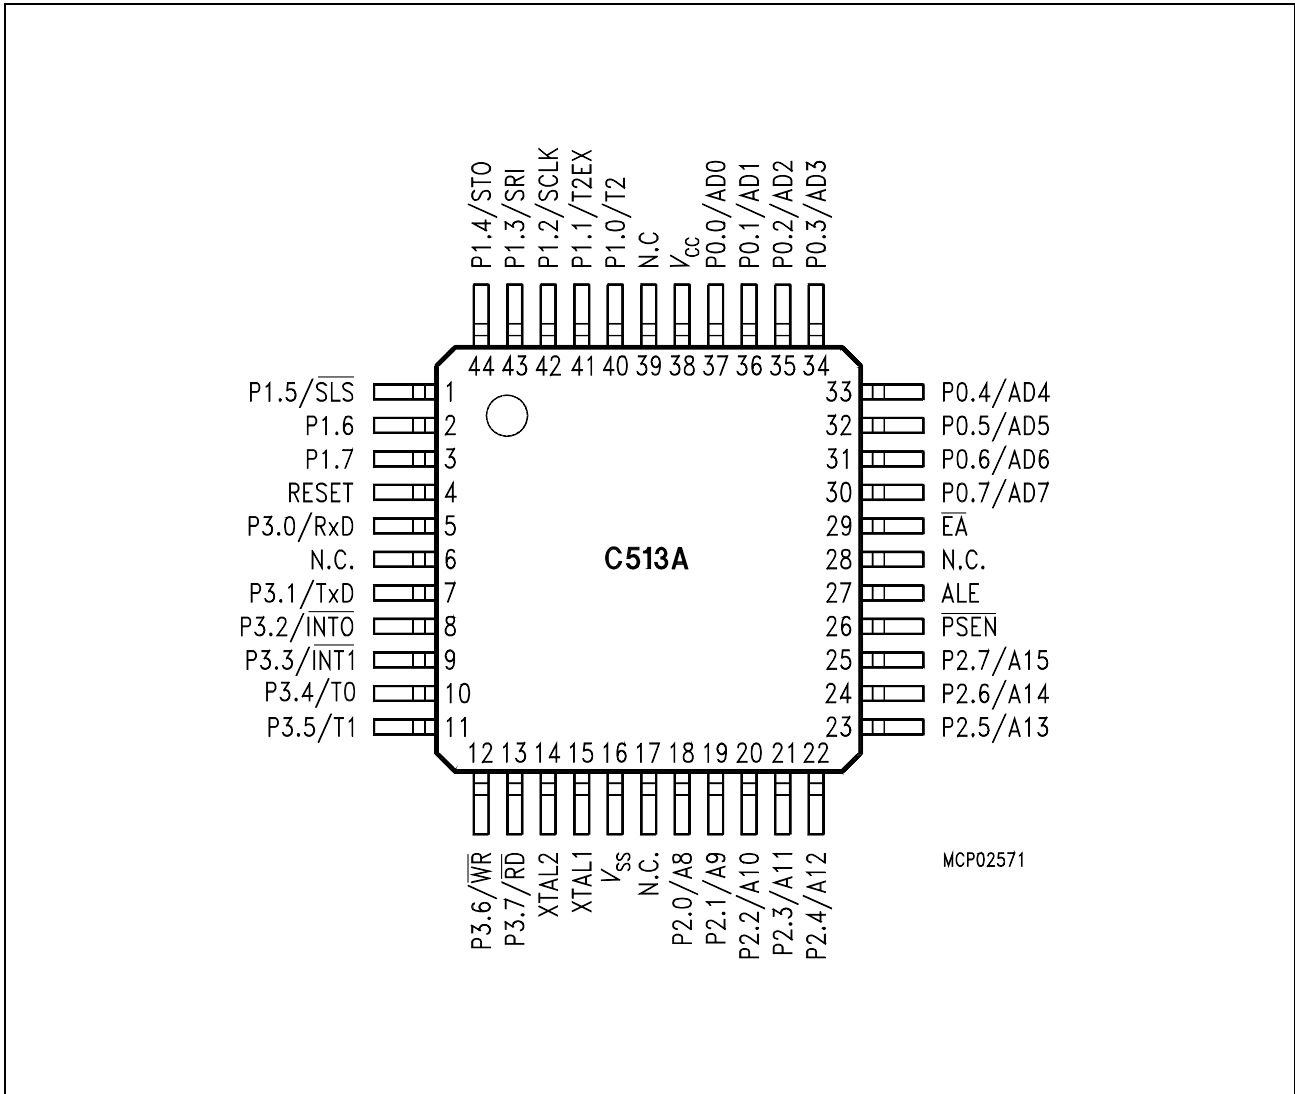 P1.4/STO
P1.3/SRI
P1.2/SCLK
P1.1/T2EX
P1.0/T2
N.C
VCC
P0.0/AD0
P0.1/AD1
P0.2/AD2
P0.3/AD3
44 43 42 41 40 39 38 37 36 35 34
P1.5/S̅L̅S̅ 1
P1.6 2
P1.7 3
RESET 4
P3.0/RxD 5
N.C. 6
P3.1/TxD 7
P3.2/I̅N̅T̅0̅ 8
P3.3/I̅N̅T̅1̅ 9
P3.4/T0 10
P3.5/T1 11
C513A
33 P0.4/AD4
32 P0.5/AD5
31 P0.6/AD6
30 P0.7/AD7
29 E̅A̅
28 N.C.
27 ALE
26 P̅S̅E̅N̅
25 P2.7/A15
24 P2.6/A14
23 P2.5/A13
12 13 14 15 16 17 18 19 20 21 22
P3.6/W̅R̅
P3.7/R̅D̅
XTAL2
XTAL1
VSS
N.C.
P2.0/A8
P2.1/A9
P2.2/A10
P2.3/A11
P2.4/A12
MCP02571